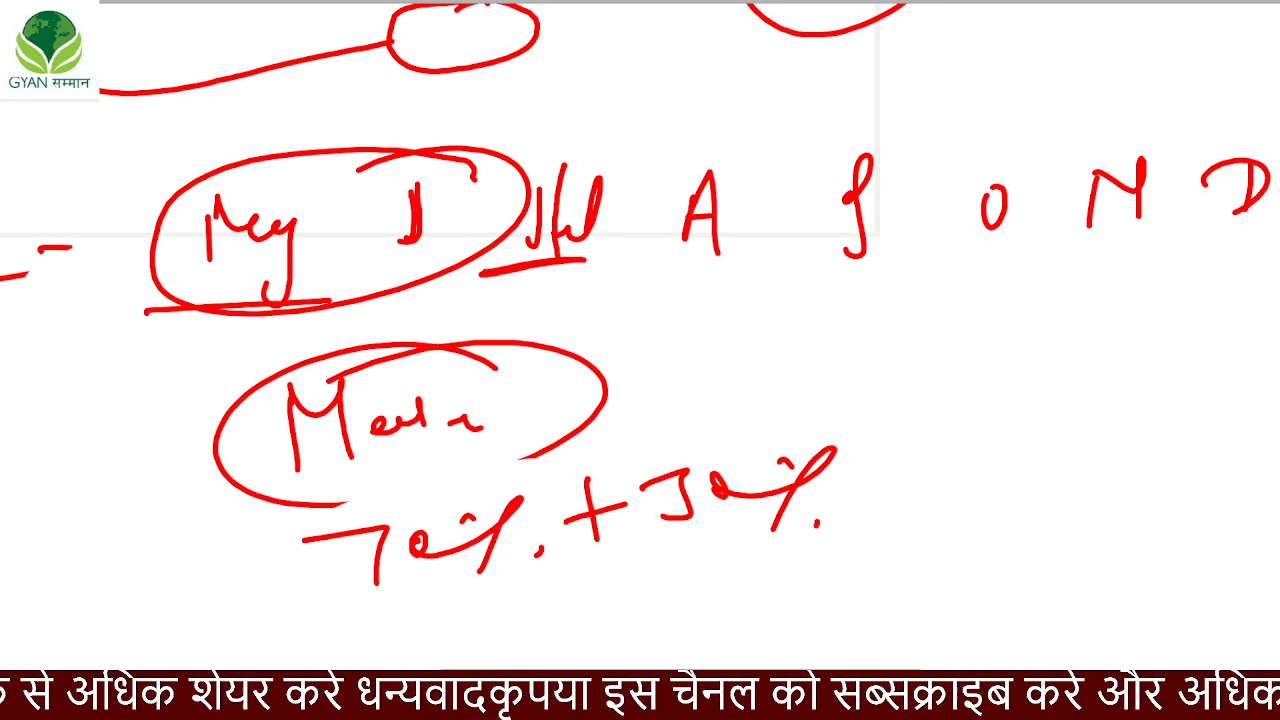 GYAN सम्मान
My J Jul A S O N D
70% + 30%
से अधिक शेयर करे धन्यवादकृपया इस चैनल को सब्सक्राइब करे और अधिक